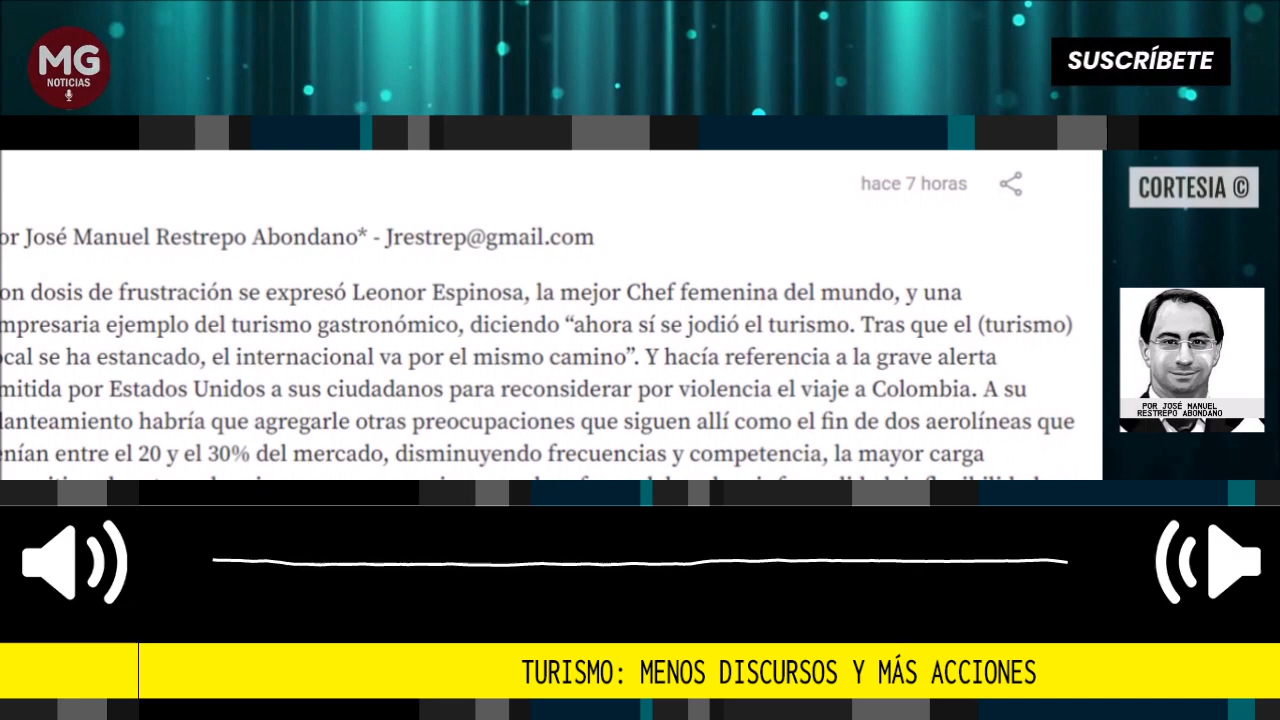 MG
NOTICIAS
SUSCRÍBETE
hace 7 horas
CORTESIA ©
or José Manuel Restrepo Abondano* - Jrestrep@gmail.com
on dosis de frustración se expresó Leonor Espinosa, la mejor Chef femenina del mundo, y una
mpresaria ejemplo del turismo gastronómico, diciendo “ahora sí se jodió el turismo. Tras que el (turismo)
ocal se ha estancado, el internacional va por el mismo camino”. Y hacía referencia a la grave alerta
mitida por Estados Unidos a sus ciudadanos para reconsiderar por violencia el viaje a Colombia. A su
lanteamiento habría que agregarle otras preocupaciones que siguen allí como el fin de dos aerolíneas que
enían entre el 20 y el 30% del mercado, disminuyendo frecuencias y competencia, la mayor carga
POR JOSÉ MANUEL
RESTREPO ABONDANO
TURISMO: MENOS DISCURSOS Y MÁS ACCIONES